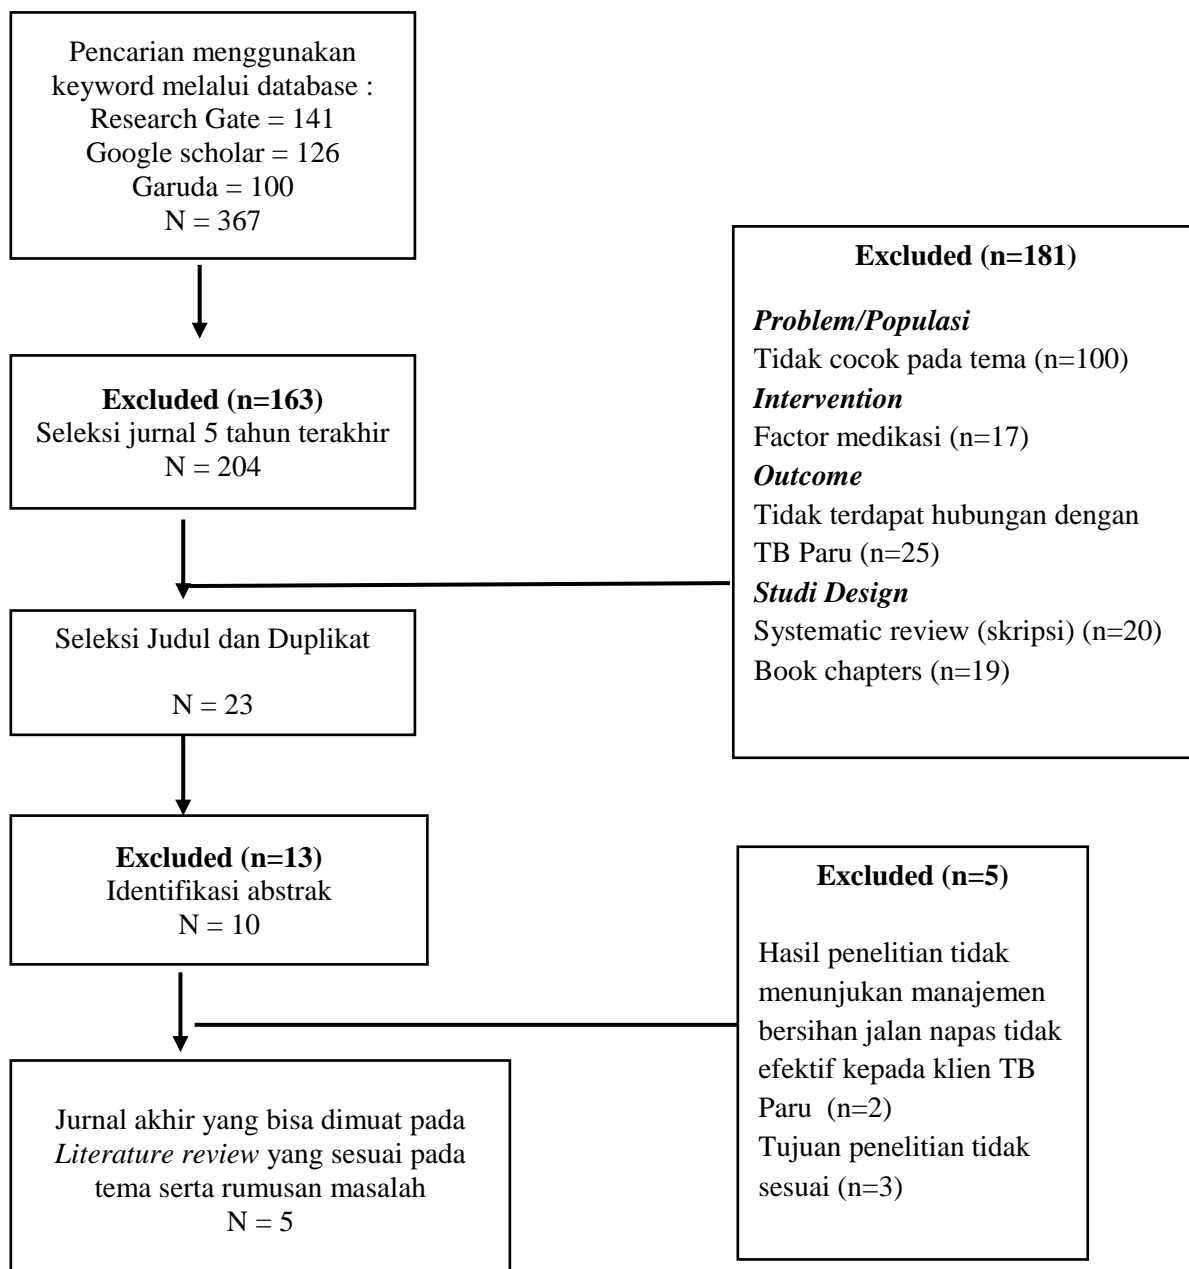 Pencarian menggunakan
keyword melalui database :
Research Gate = 141
Google scholar = 126
Garuda = 100
N = 367
Excluded (n=163)
Seleksi jurnal 5 tahun terakhir
N = 204
Excluded (n=181)
Problem/Populasi
Tidak cocok pada tema (n=100)
Intervention
Factor medikasi (n=17)
Outcome
Tidak terdapat hubungan dengan
TB Paru (n=25)
Studi Design
Systematic review (skripsi) (n=20)
Book chapters (n=19)
Seleksi Judul dan Duplikat
N = 23
Excluded (n=13)
Identifikasi abstrak
N = 10
Excluded (n=5)
Hasil penelitian tidak
menunjukan manajemen
bersihan jalan napas tidak
efektif kepada klien TB
Paru (n=2)
Tujuan penelitian tidak
sesuai (n=3)
Jurnal akhir yang bisa dimuat pada
Literature review yang sesuai pada
tema serta rumusan masalah
N = 5